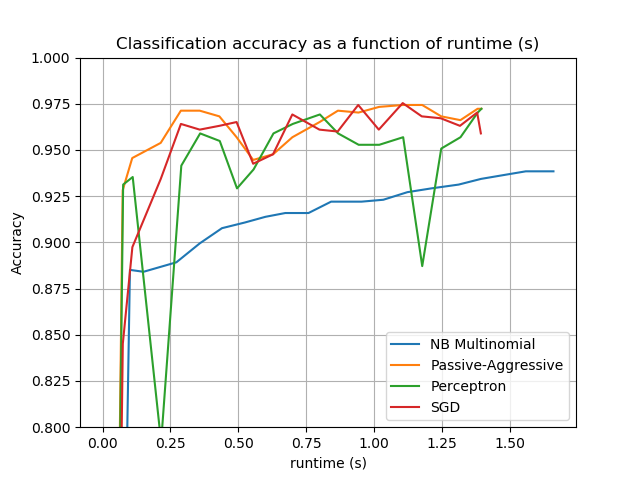 Classification accuracy as a function of runtime (s)
1.000
0.975
0.950
0.925
0.900
0.875
0.850
0.825
0.800
Accuracy
NB Multinomial
Passive-Aggressive
Perceptron
SGD
0.00 0.25 0.50 0.75 1.00 1.25 1.50
runtime (s)